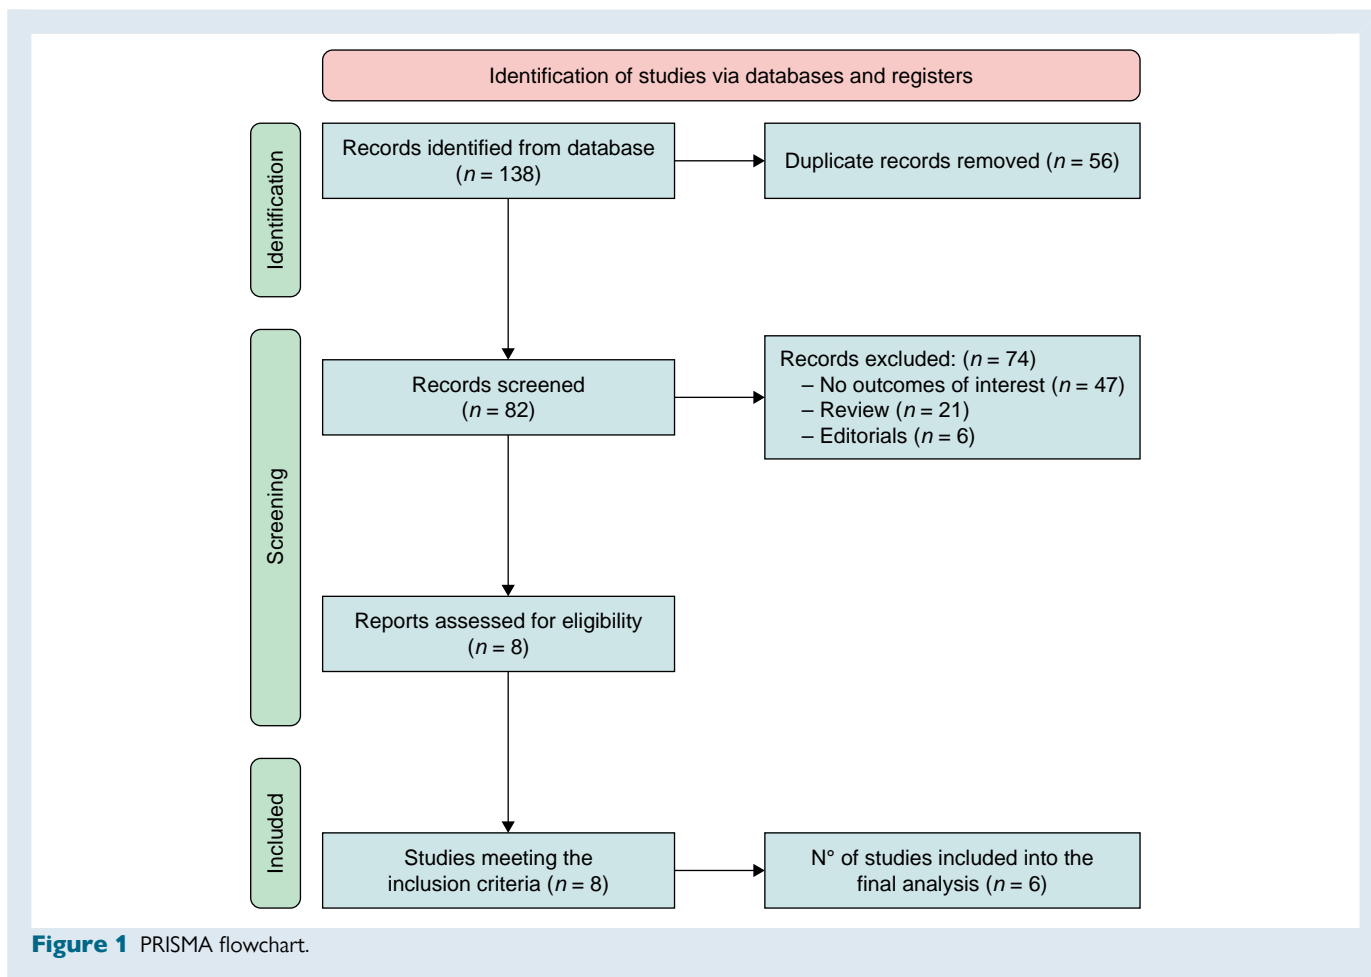 Identification of studies via databases and registers
Identification
Records identified from database
(n = 138)
Duplicate records removed (n = 56)
Screening
Records screened
(n = 82)
Records excluded: (n = 74)
– No outcomes of interest (n = 47)
– Review (n = 21)
– Editorials (n = 6)
Reports assessed for eligibility
(n = 8)
Included
Studies meeting the
inclusion criteria (n = 8)
N° of studies included into the
final analysis (n = 6)
Figure 1 PRISMA flowchart.